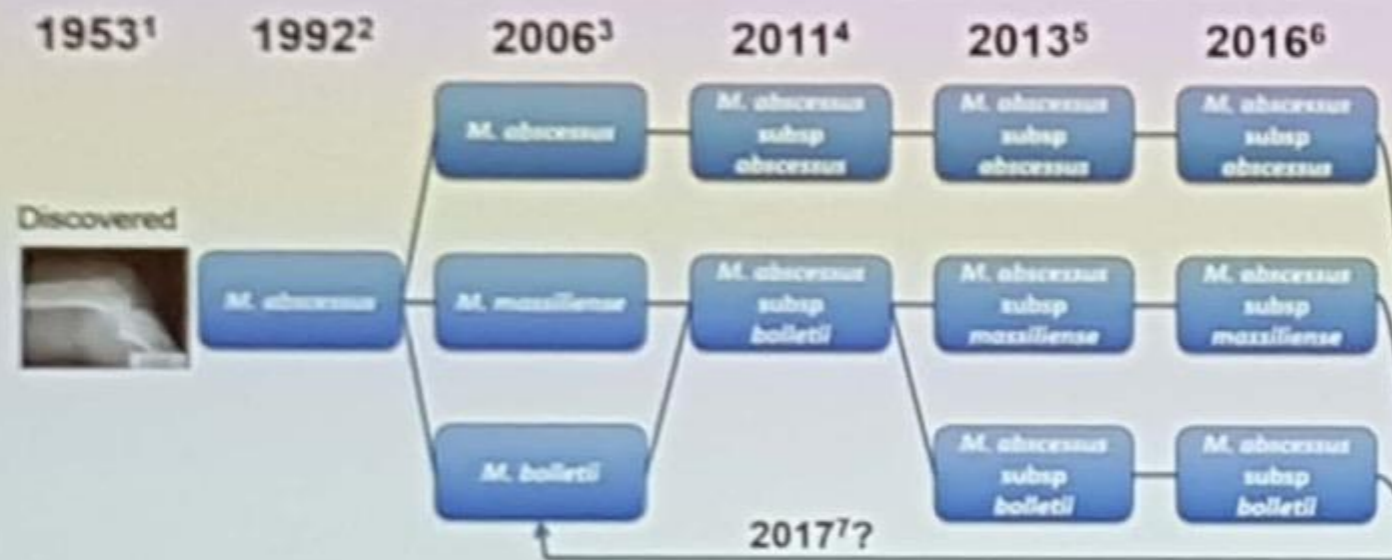 1953¹
1992²
2006³
2011⁴
2013⁵
2016⁶
Discovered
M. abscessus
M. abscessus
M. massiliense
M. bolletii
M. abscessus
subsp
abscessus
M. abscessus
subsp
bolletii
M. abscessus
subsp
abscessus
M. abscessus
subsp
massiliense
M. abscessus
subsp
bolletii
M. abscessus
subsp
abscessus
M. abscessus
subsp
massiliense
M. abscessus
subsp
bolletii
2017⁷?